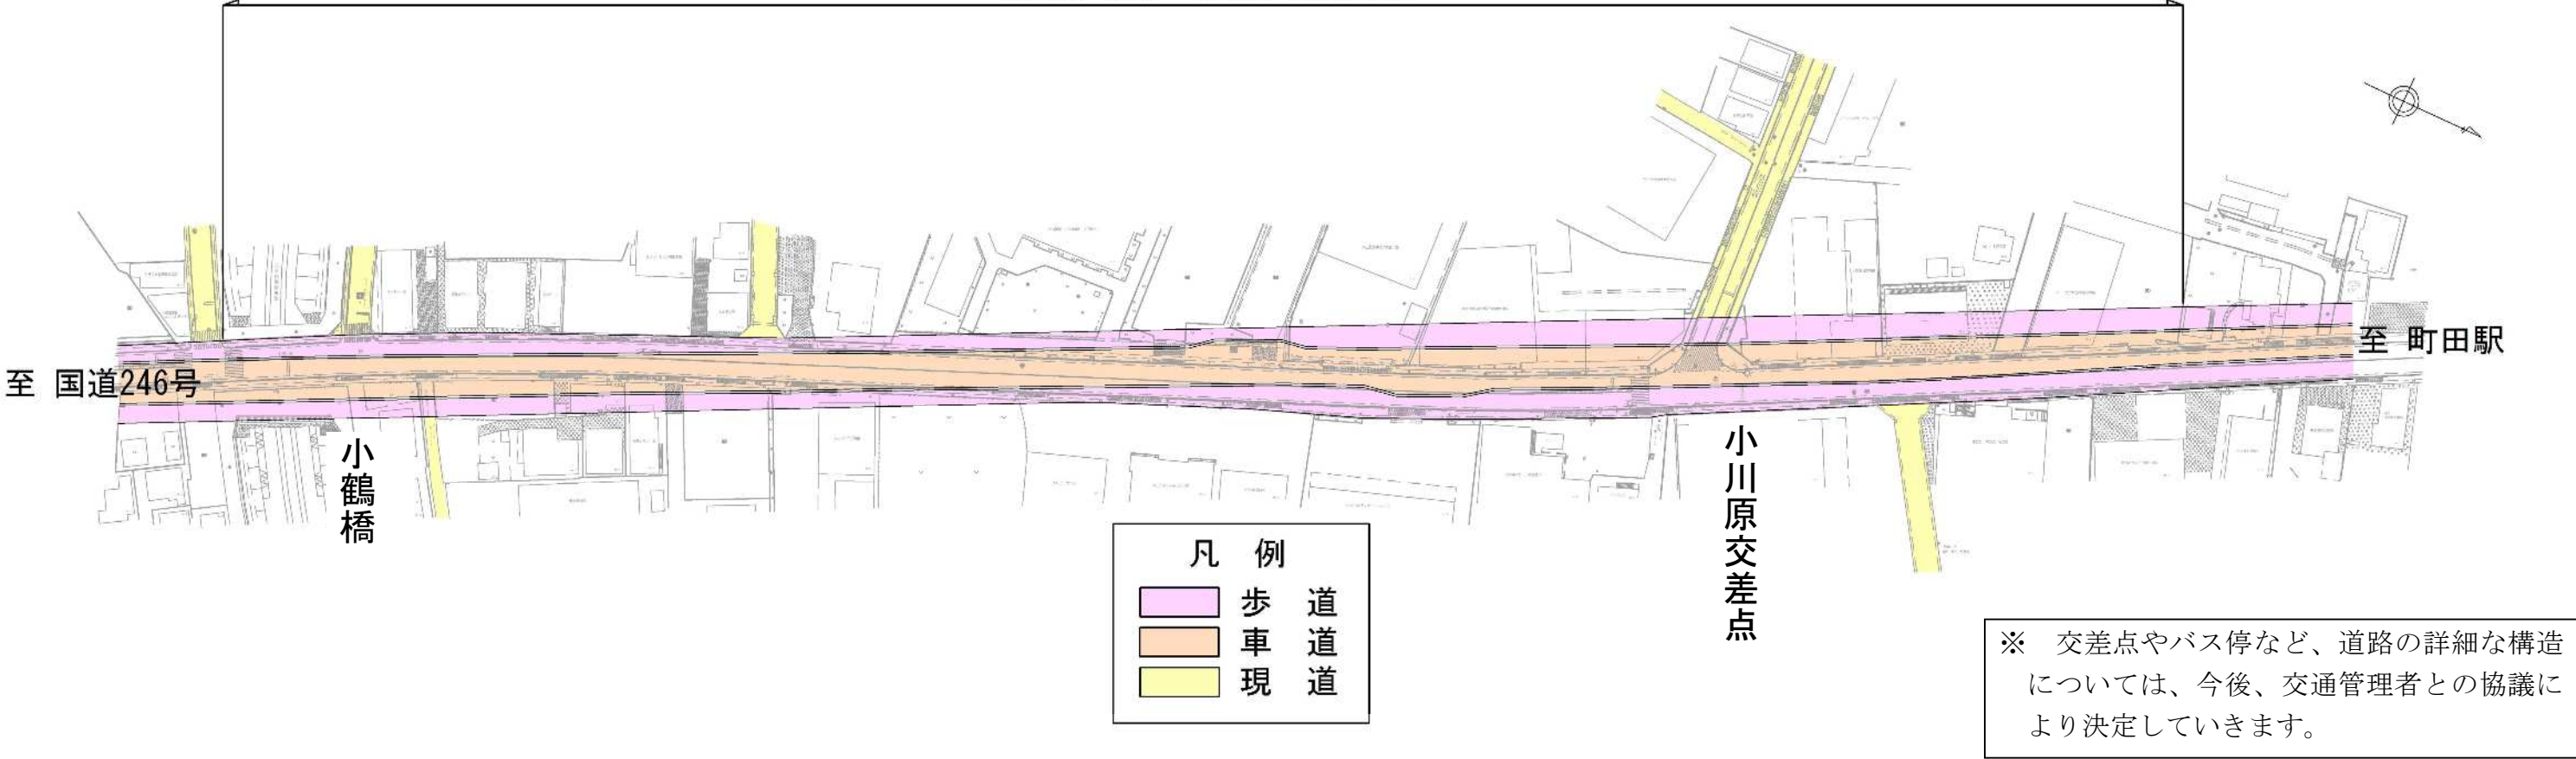 至 国道246号
至 町田駅
小鶴橋
小川原交差点
凡 例
歩 道
車 道
現 道
※ 交差点やバス停など、道路の詳細な構造
については、今後、交通管理者との協議に
より決定していきます。